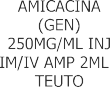 AMICACINA
(GEN)
250MG/ML INJ
IM/IV AMP 2ML
TEUTO